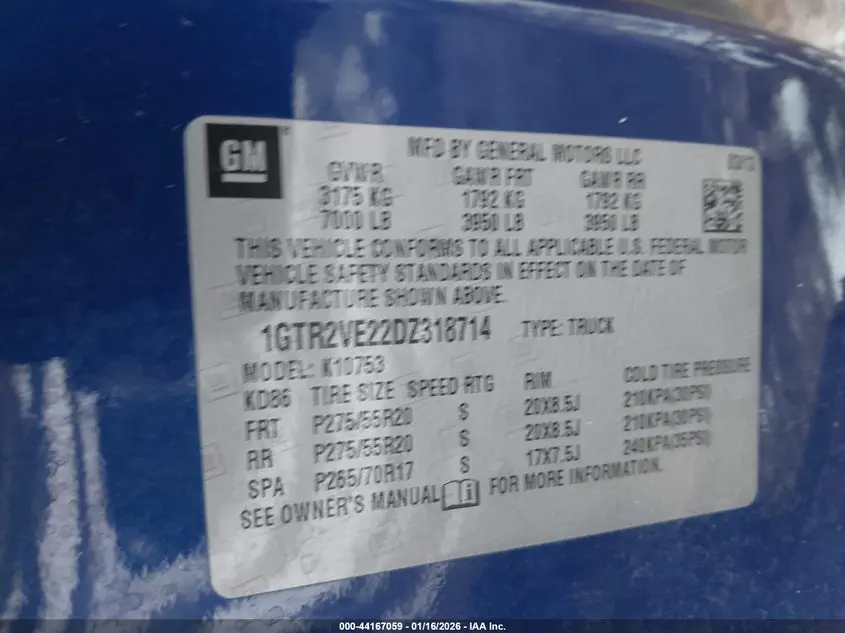 GM
MFD BY GENERAL MOTORS LLC 03/13
GVWR GAWR FRT GAWR RR
3175 KG 1792 KG 1792 KG
7000 LB 3950 LB 3950 LB
THIS VEHICLE CONFORMS TO ALL APPLICABLE U.S. FEDERAL MOTOR
VEHICLE SAFETY STANDARDS IN EFFECT ON THE DATE OF
MANUFACTURE SHOWN ABOVE.
1GTR2VE22DZ318714 TYPE: TRUCK
MODEL: K10753
KD86 TIRE SIZE SPEED RTG RIM COLD TIRE PRESSURE
FRT P275/55R20 S 20X8.5J 210KPA(30PSI)
RR P275/55R20 S 20X8.5J 210KPA(30PSI)
SPA P265/70R17 S 17X7.5J 240KPA(35PSI)
SEE OWNER'S MANUAL FOR MORE INFORMATION.
000-44167059 - 01/16/2026 - IAA Inc.